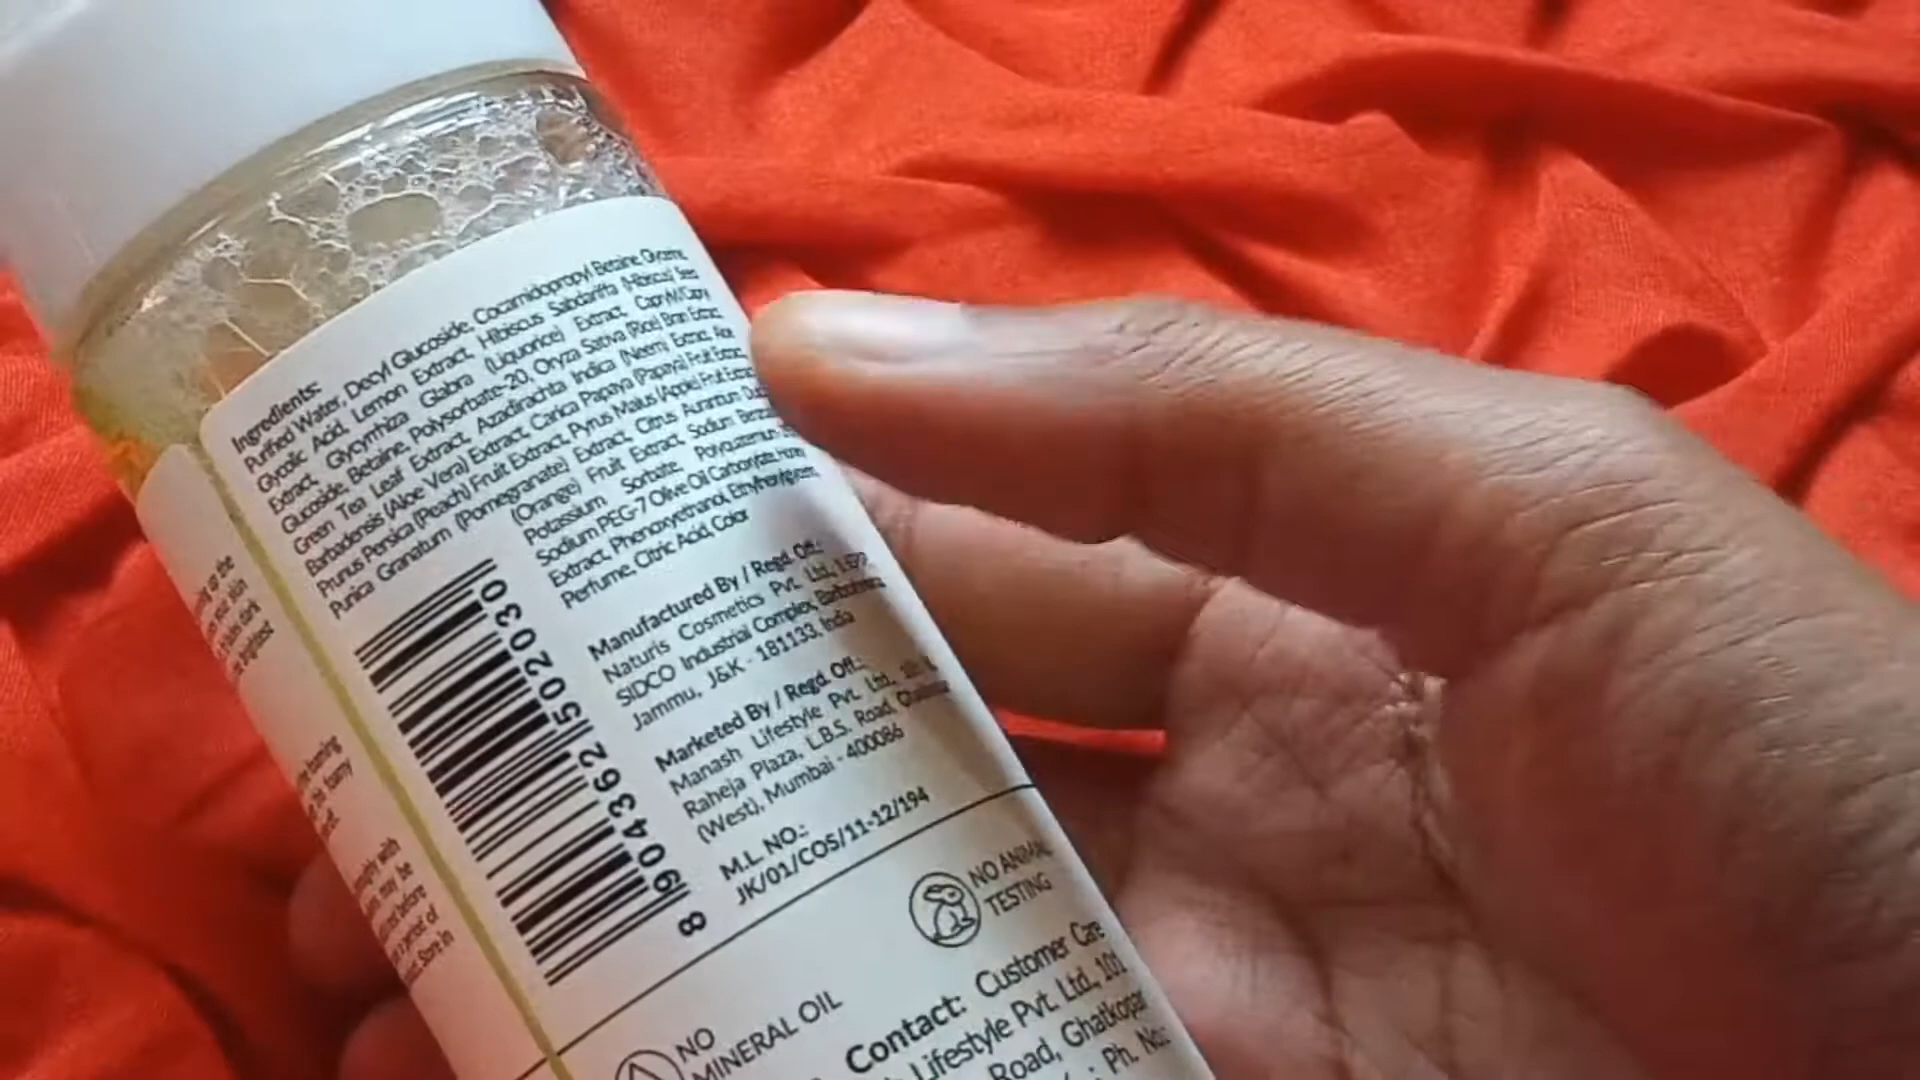 Ingredients:
Purified Water, Decyl Glucoside, Cocamidopropyl Betaine, Glycerine,
Glycolic Acid, Lemon Extract, Hibiscus Sabdariffa (Hibiscus) Seed
Extract, Glycyrrhiza Glabra (Liquorice) Extract, Capryl/Capry
Glucoside, Betaine, Polysorbate-20, Oryza Sativa (Rice) Bran Extract,
Green Tea Leaf Extract, Azadirachta Indica (Neem) Extract, Aloe
Barbadensis (Aloe Vera) Extract, Carica Papaya (Papaya) Fruit Extract,
Prunus Persica (Peach) Fruit Extract, Pyrus Malus (Apple) Fruit Extract,
Punica Granatum (Pomegranate) Extract, Citrus Aurantium Dulcis
(Orange) Fruit Extract, Sodium
Potassium Sorbate,
Sodium PEG-7 Olive Oil Carboxylate, Honey
Extract, Phenoxyethanol, Ethylhexylglycerin,
Perfume, Citric Acid, Color
8 904362 502030
Manufactured By / Regd. Off.:
Naturis Cosmetics Pvt. Ltd.,
SIDCO Industrial Complex,
Jammu, J&K - 181133, India
Marketed By / Regd. Off.:
Manash Lifestyle Pvt. Ltd.,
Raheja Plaza, L.B.S. Road,
(West), Mumbai - 400086
M.L. NO.:
JK/01/COS/11-12/194
NO ANIMAL
TESTING
NO
MINERAL OIL
Contact: Customer Care
Lifestyle Pvt. Ltd., 101
Road, Ghatkopar
: Ph. No: